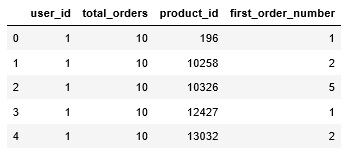 user_id total_orders product_id first_order_number
0 1 10 196 1
1 1 10 10258 2
2 1 10 10326 5
3 1 10 12427 1
4 1 10 13032 2